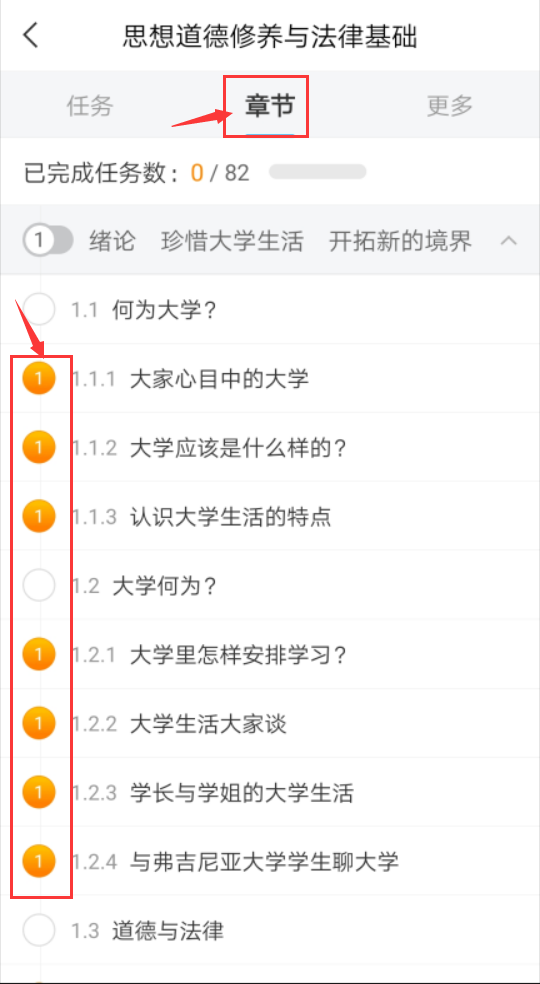 思想道德修养与法律基础
任务 章节 更多
已完成任务数：0 / 82
1 绪论 珍惜大学生活 开拓新的境界
1.1 何为大学？
1 1.1.1 大家心目中的大学
1 1.1.2 大学应该是什么样的？
1 1.1.3 认识大学生活的特点
1.2 大学何为？
1 1.2.1 大学里怎样安排学习？
1 1.2.2 大学生活大家谈
1 1.2.3 学长与学姐的大学生活
1 1.2.4 与弗吉尼亚大学学生聊大学
1.3 道德与法律